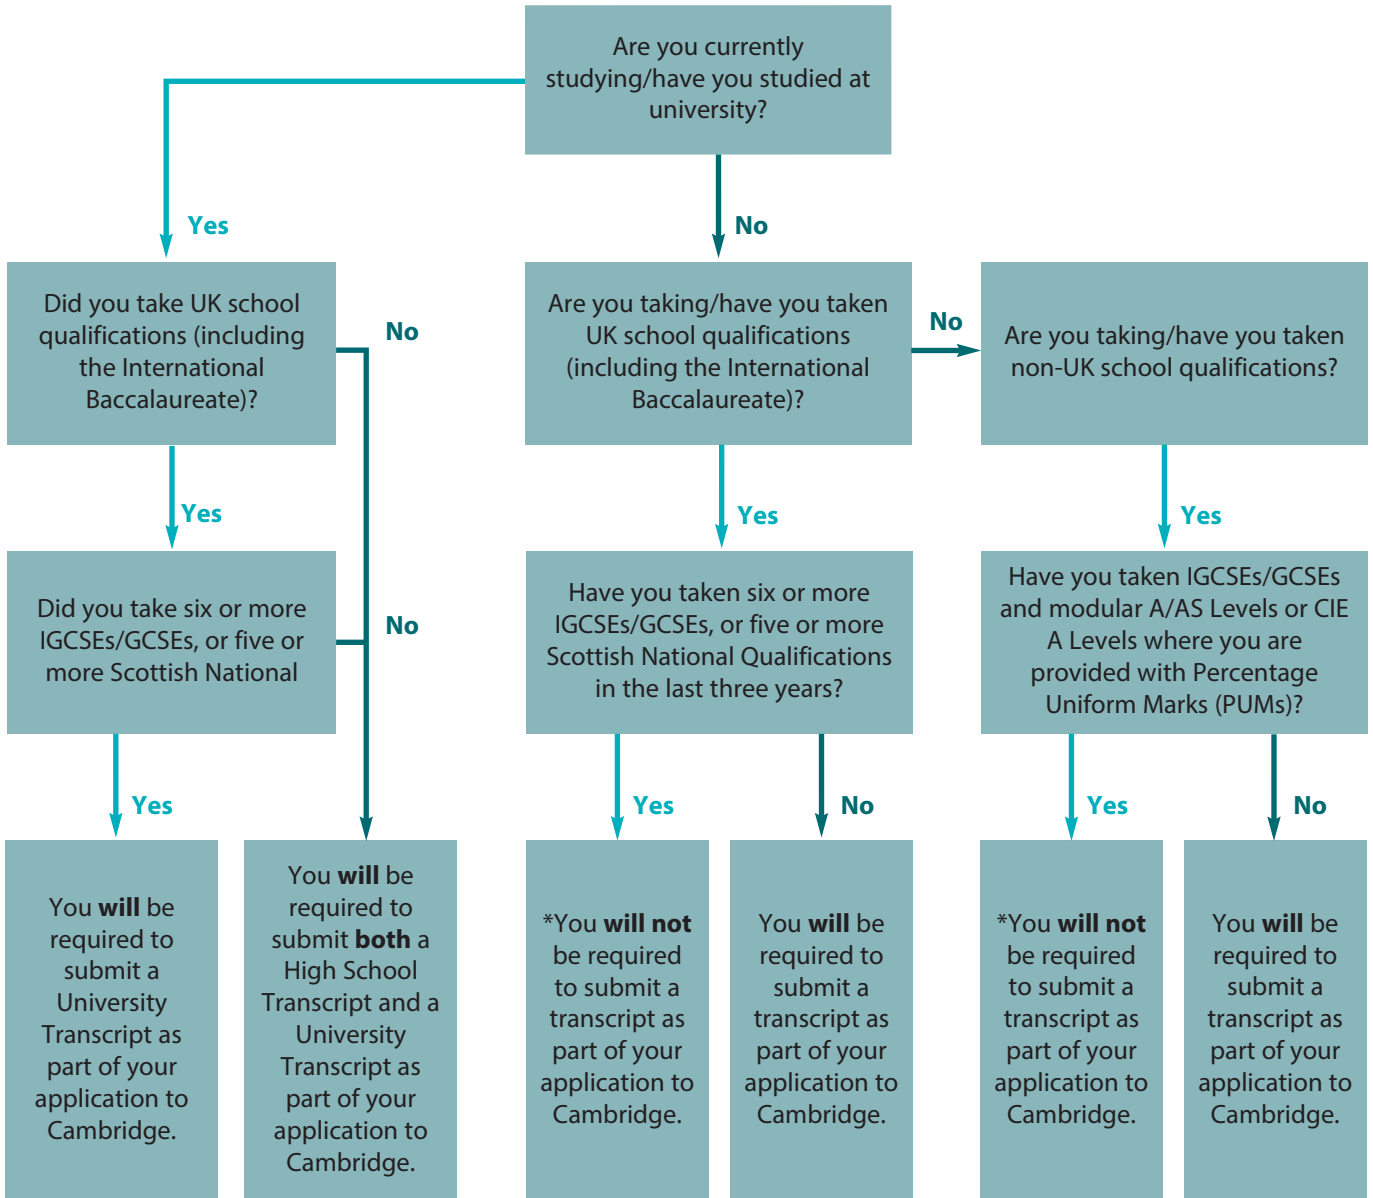 Are you currently
studying/have you studied at
university?
Yes
No
Did you take UK school
qualifications (including
the International
Baccalaureate)?
No
Are you taking/have you taken
UK school qualifications
(including the International
Baccalaureate)?
No
Are you taking/have you taken
non-UK school qualifications?
Yes
Yes
Yes
Did you take six or more
IGCSEs/GCSEs, or five or
more Scottish National
No
Have you taken six or more
IGCSEs/GCSEs, or five or more
Scottish National Qualifications
in the last three years?
Have you taken IGCSEs/GCSEs
and modular A/AS Levels or CIE
A Levels where you are
provided with Percentage
Uniform Marks (PUMs)?
Yes
Yes
No
Yes
No
You will be
required to
submit a
University
Transcript as
part of your
application to
Cambridge.
You will be
required to
submit both a
High School
Transcript and a
University
Transcript as
part of your
application to
Cambridge.
*You will not
be required
to submit a
transcript as
part of your
application to
Cambridge.
You will be
required to
submit a
transcript as
part of your
application to
Cambridge.
*You will not
be required
to submit a
transcript as
part of your
application to
Cambridge.
You will be
required to
submit a
transcript as
part of your
application to
Cambridge.